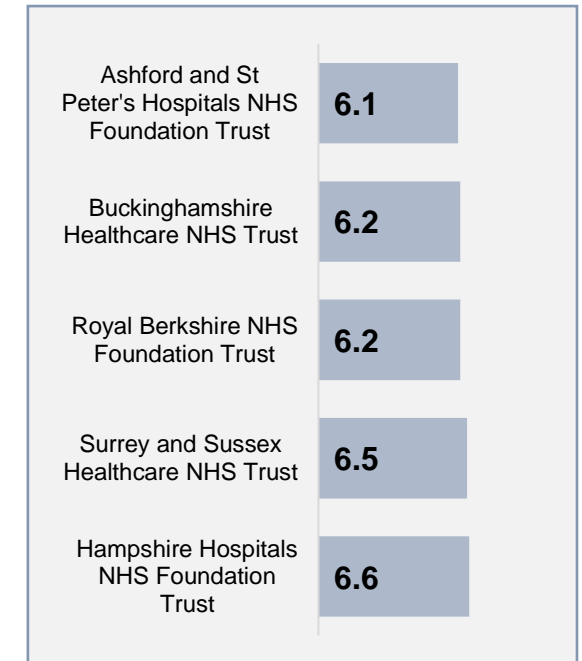 Ashford and St
Peter's Hospitals NHS
Foundation Trust
6.1
Buckinghamshire
Healthcare NHS Trust
6.2
Royal Berkshire NHS
Foundation Trust
6.2
Surrey and Sussex
Healthcare NHS Trust
6.5
Hampshire Hospitals
NHS Foundation
Trust
6.6